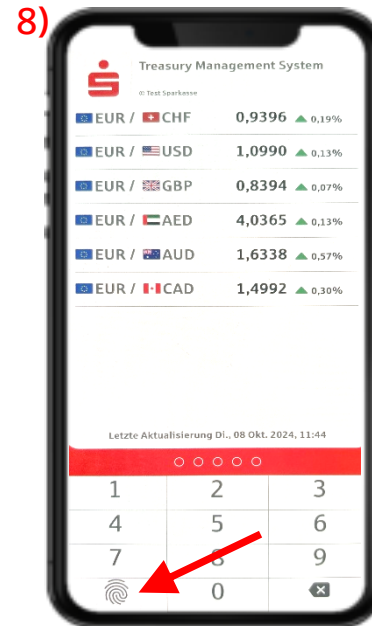 8)
Treasury Management System
© Text Sparkasse
EUR / CHF 0,9396 ▲ 0,19%
EUR / USD 1,0990 ▲ 0,13%
EUR / GBP 0,8394 ▲ 0,07%
EUR / AED 4,0365 ▲ 0,13%
EUR / AUD 1,6338 ▲ 0,57%
EUR / CAD 1,4992 ▲ 0,30%
Letzte Aktualisierung Di., 08 Okt. 2024, 11:44
1 2 3
4 5 6
7 8 9
0